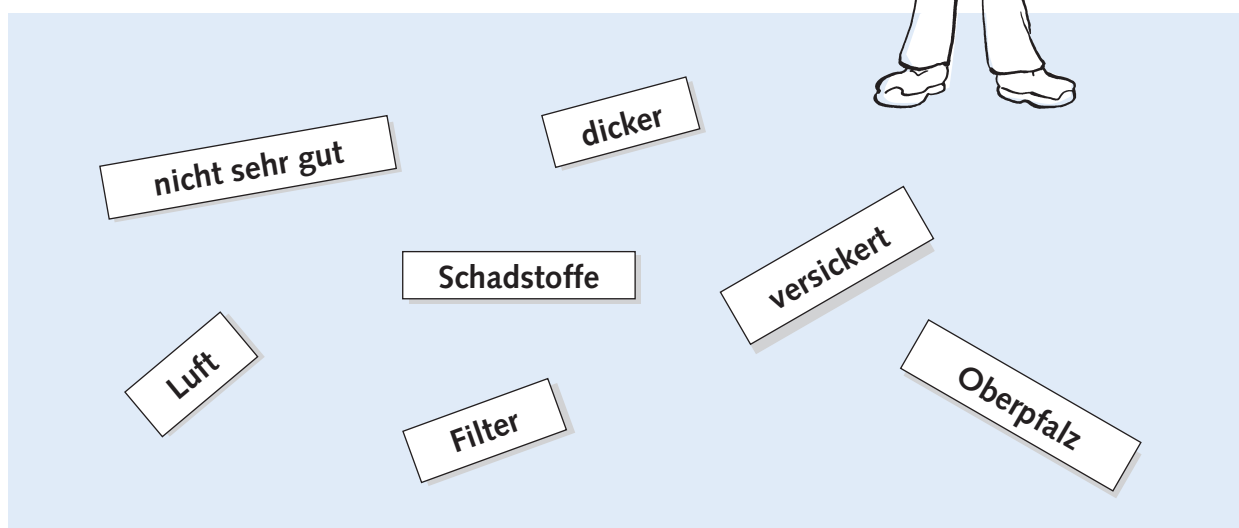 dicker
nicht sehr gut
versickert
Schadstoffe
Luft
Oberpfalz
Filter